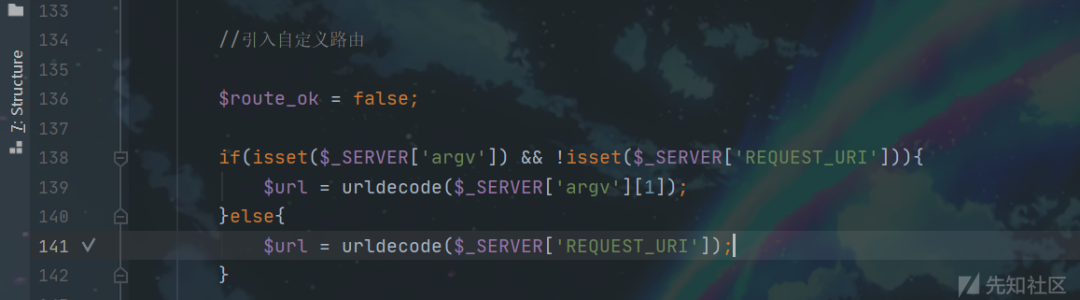 133
134 //引入自定义路由
135
136 $route_ok = false;
137
138 if(isset($_SERVER['argv']) && !isset($_SERVER['REQUEST_URI'])){
139 $url = urldecode($_SERVER['argv'][1]);
140 }else{
141 $url = urldecode($_SERVER['REQUEST_URI']);
142 }
7: Structure
先知社区